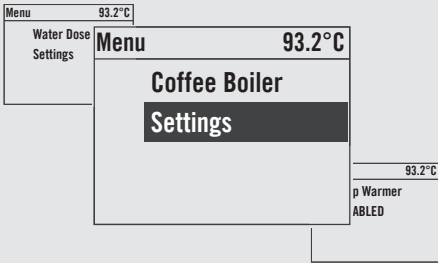 Menu 93.2°C
Water Dose
Settings
Menu 93.2°C
Coffee Boiler
Settings
93.2°C
p Warmer
ABLED